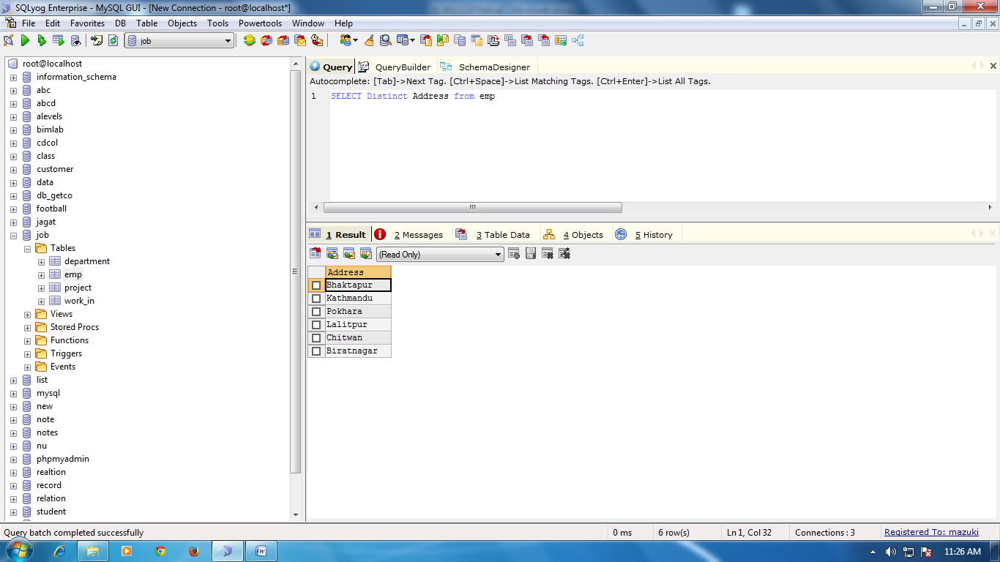 SQLyog Enterprise - MySQL GUI - [New Connection - root@localhost*]
File Edit Favorites DB Table Objects Tools Powertools Window Help
job
root@localhost
information_schema
abc
abcd
alevels
bimlab
cdcol
class
customer
data
db_getco
football
jagat
job
Tables
department
emp
project
work_in
Views
Stored Procs
Functions
Triggers
Events
list
mysql
new
note
notes
nu
phpmyadmin
realtion
record
relation
student
Query QueryBuilder SchemaDesigner
Autocomplete: [Tab]->Next Tag. [Ctrl+Space]->List Matching Tags. [Ctrl+Enter]->List All Tags.
1 SELECT Distinct Address from emp
1 Result 2 Messages 3 Table Data 4 Objects 5 History
(Read Only)
Address
Bhaktapur
Kathmandu
Pokhara
Lalitpur
Chitwan
Biratnagar
Query batch completed successfully 0 ms 6 row(s) Ln 1, Col 32 Connections : 3 Registered To: mazuki
11:26 AM